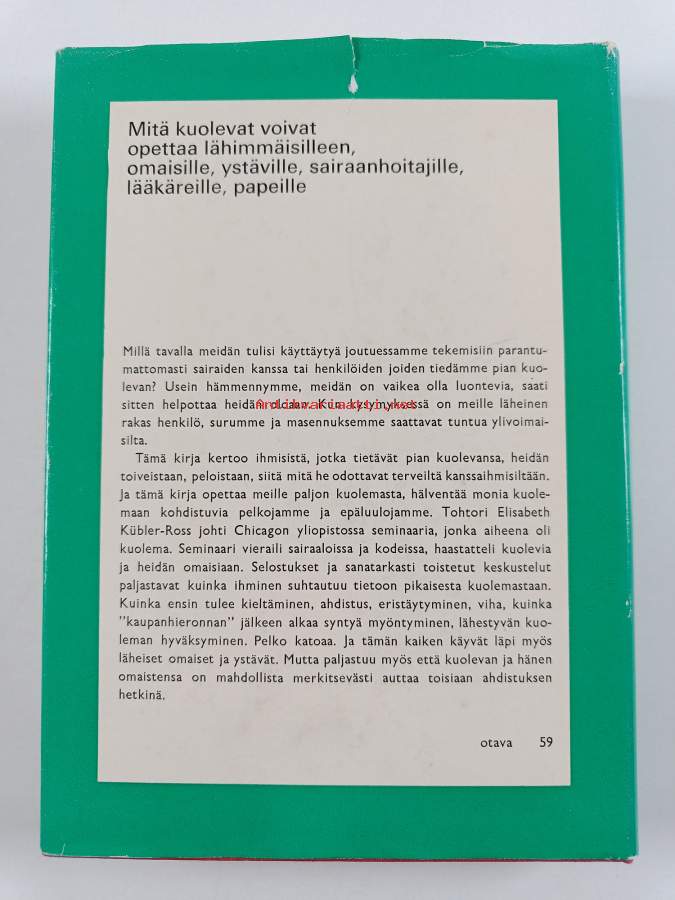 Mitä kuolevat voivat
opettaa lähimmäisilleen,
omaisille, ystäville, sairaanhoitajille,
lääkäreille, papeille
Millä tavalla meidän tulisi käyttäytyä joutuessamme tekemisiin parantu-
mattomasti sairaiden kanssa tai henkilöiden joiden tiedämme pian kuo-
levan? Usein hämmennymme, meidän on vaikea olla luontevia, saati
sitten helpottaa heidän oloaan. Kun kysymyksessä on meille läheinen
Antikvariaatti.net
rakas henkilö, surumme ja masennuksemme saattavat tuntua ylivoimai-
silta.
Tämä kirja kertoo ihmisistä, jotka tietävät pian kuolevansa, heidän
toiveistaan, peloistaan, siitä mitä he odottavat terveiltä kanssaihmisiltään.
Ja tämä kirja opettaa meille paljon kuolemasta, hälventää monia kuole-
maan kohdistuvia pelkojamme ja epäluulojamme. Tohtori Elisabeth
Kübler-Ross johti Chicagon yliopistossa seminaaria, jonka aiheena oli
kuolema. Seminaari vieraili sairaaloissa ja kodeissa, haastatteli kuolevia
ja heidän omaisiaan. Selostukset ja sanatarkasti toistetut keskustelut
paljastavat kuinka ihminen suhtautuu tietoon pikaisesta kuolemastaan.
Kuinka ensin tulee kieltäminen, ahdistus, eristäytyminen, viha, kuinka
”kaupanhieronnan” jälkeen alkaa syntyä myöntyminen, lähestyvän kuo-
leman hyväksyminen. Pelko katoaa. Ja tämän kaiken käyvät läpi myös
läheiset omaiset ja ystävät. Mutta paljastuu myös että kuolevan ja hänen
omaistensa on mahdollista merkitsevästi auttaa toisiaan ahdistuksen
hetkinä.
otava 59